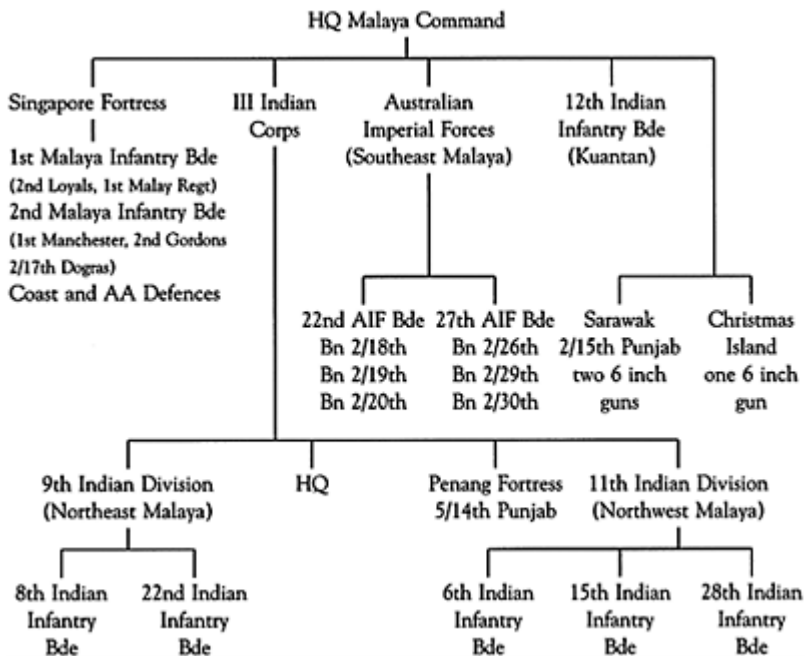 HQ Malaya Command
Singapore Fortress
1st Malaya Infantry Bde
(2nd Loyals, 1st Malay Regt)
2nd Malaya Infantry Bde
(1st Manchester, 2nd Gordons
2/17th Dogras)
Coast and AA Defences
III Indian
Corps
Australian
Imperial Forces
(Southeast Malaya)
12th Indian
Infantry Bde
(Kuantan)
22nd AIF Bde
Bn 2/18th
Bn 2/19th
Bn 2/20th
27th AIF Bde
Bn 2/26th
Bn 2/29th
Bn 2/30th
Sarawak
2/15th Punjab
two 6 inch
guns
Christmas
Island
one 6 inch
gun
9th Indian Division
(Northeast Malaya)
HQ
Penang Fortress
5/14th Punjab
11th Indian Division
(Northwest Malaya)
8th Indian
Infantry
Bde
22nd Indian
Infantry
Bde
6th Indian
Infantry
Bde
15th Indian
Infantry
Bde
28th Indian
Infantry
Bde